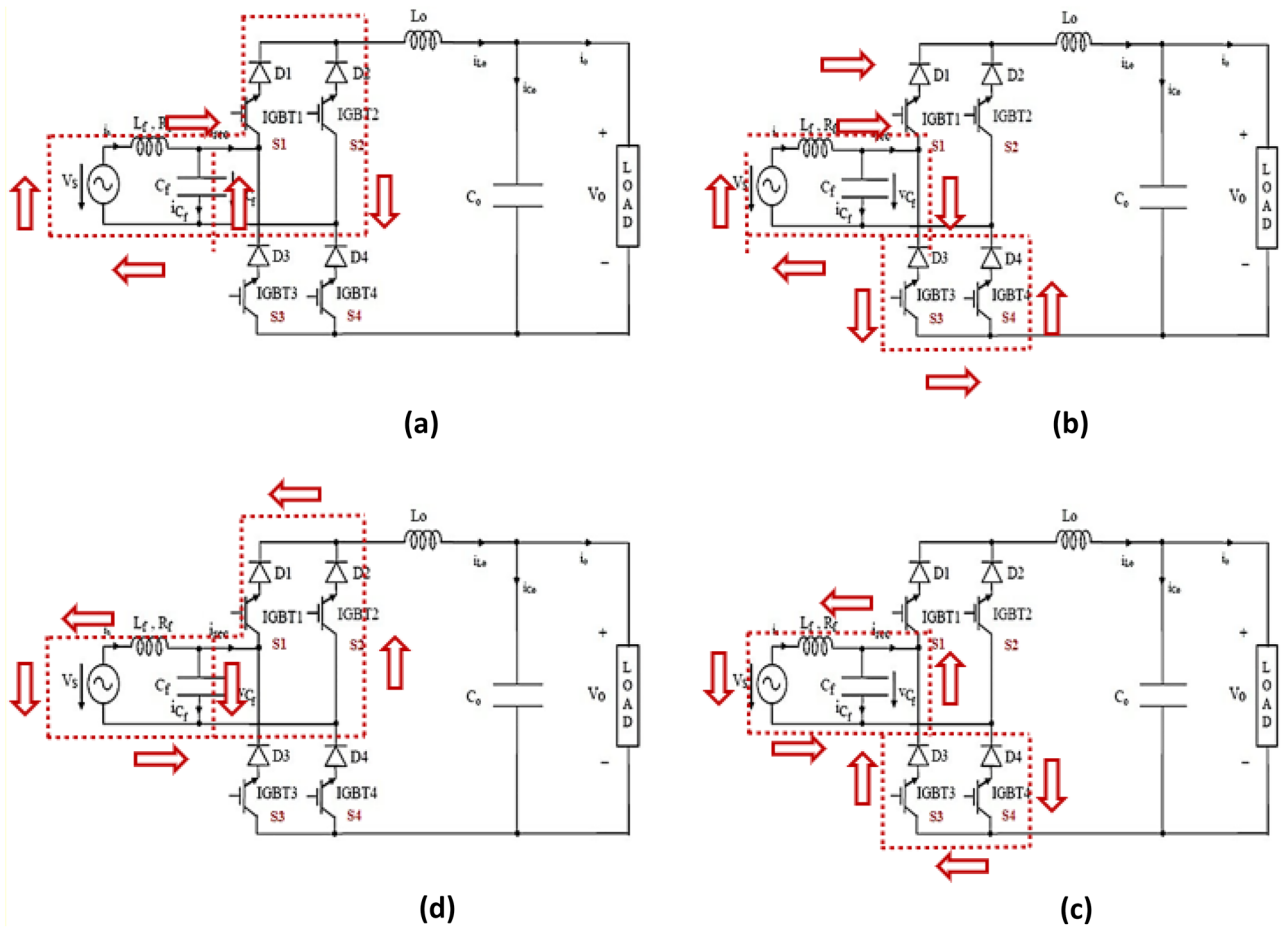 Lo
D1
D2
iLo
io
iCo
IGBT1
IGBT2
S1
S2
Lf , R
VS
Cf
iCf
Co
+
VO
−
LOAD
D3
D4
IGBT3
IGBT4
S3
S4
(a)
Lo
D1
D2
iLo
io
iCo
IGBT1
IGBT2
S1
S2
Lf , Rf
VS
Cf
vCf
iCf
Co
+
VO
−
LOAD
D3
D4
IGBT3
IGBT4
S3
S4
(b)
Lo
D1
D2
iLo
io
iCo
IGBT1
IGBT2
S1
S2
Lf , Rf
irec
VS
Cf
vCf
iCf
Co
+
VO
−
LOAD
D3
D4
IGBT3
IGBT4
S3
S4
(d)
Lo
D1
D2
iLo
io
iCo
IGBT1
IGBT2
S1
S2
Lf , Rf
irec
VS
Cf
vCf
iCf
Co
+
VO
−
LOAD
D3
D4
IGBT3
IGBT4
S3
S4
(c)